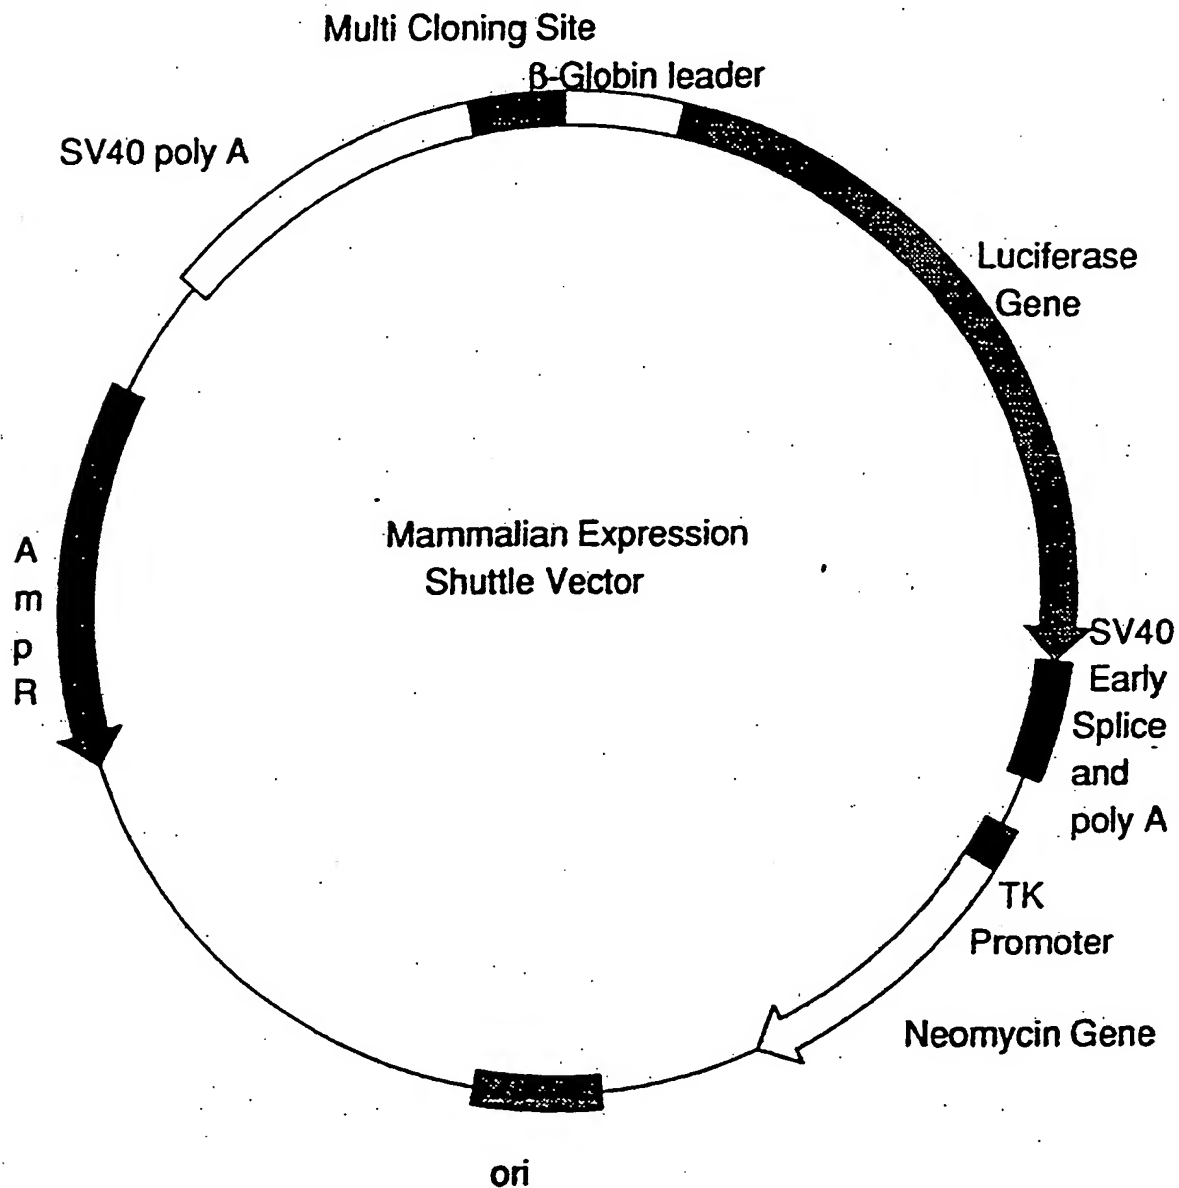 Multi Cloning Site
β-Globin leader
SV40 poly A
Luciferase
Gene
Mammalian Expression
Shuttle Vector
A
m
p
R
SV40
Early
Splice
and
poly A
TK
Promoter
Neomycin Gene
ori